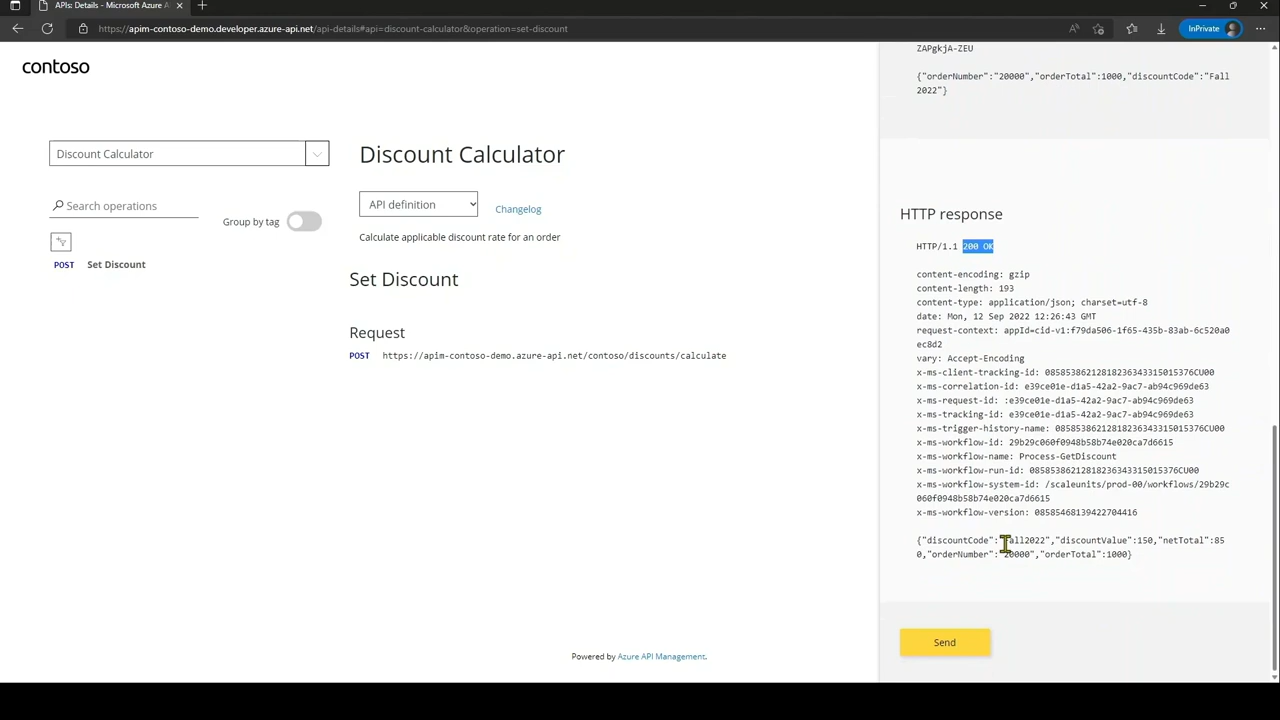 APIs: Details - Microsoft Azure A
https://apim-contoso-demo.developer.azure-api.net/api-details#api=discount-calculator&operation=set-discount
InPrivate
contoso
Discount Calculator
Search operations
Group by tag
POST Set Discount
Discount Calculator
API definition
Changelog
Calculate applicable discount rate for an order
Set Discount
Request
POST https://apim-contoso-demo.azure-api.net/contoso/discounts/calculate
Powered by Azure API Management.
ZAPgkjA-ZEU
{"orderNumber":"20000","orderTotal":1000,"discountCode":"Fall
2022"}
HTTP response
HTTP/1.1 200 OK
content-encoding: gzip
content-length: 193
content-type: application/json; charset=utf-8
date: Mon, 12 Sep 2022 12:26:43 GMT
request-context: appId=cid-v1:f79da506-1f65-435b-83ab-6c520a0
ec8d2
vary: Accept-Encoding
x-ms-client-tracking-id: 08585386212818236343315015376CU00
x-ms-correlation-id: e39ce01e-d1a5-42a2-9ac7-ab94c969de63
x-ms-request-id: :e39ce01e-d1a5-42a2-9ac7-ab94c969de63
x-ms-tracking-id: e39ce01e-d1a5-42a2-9ac7-ab94c969de63
x-ms-trigger-history-name: 08585386212818236343315015376CU00
x-ms-workflow-id: 29b29c060f0948b58b74e020ca7d6615
x-ms-workflow-name: Process-GetDiscount
x-ms-workflow-run-id: 08585386212818236343315015376CU00
x-ms-workflow-system-id: /scaleunits/prod-00/workflows/29b29c
060f0948b58b74e020ca7d6615
x-ms-workflow-version: 08585468139422704416
{"discountCode":"Fall2022","discountValue":150,"netTotal":85
0,"orderNumber":"20000","orderTotal":1000}
Send